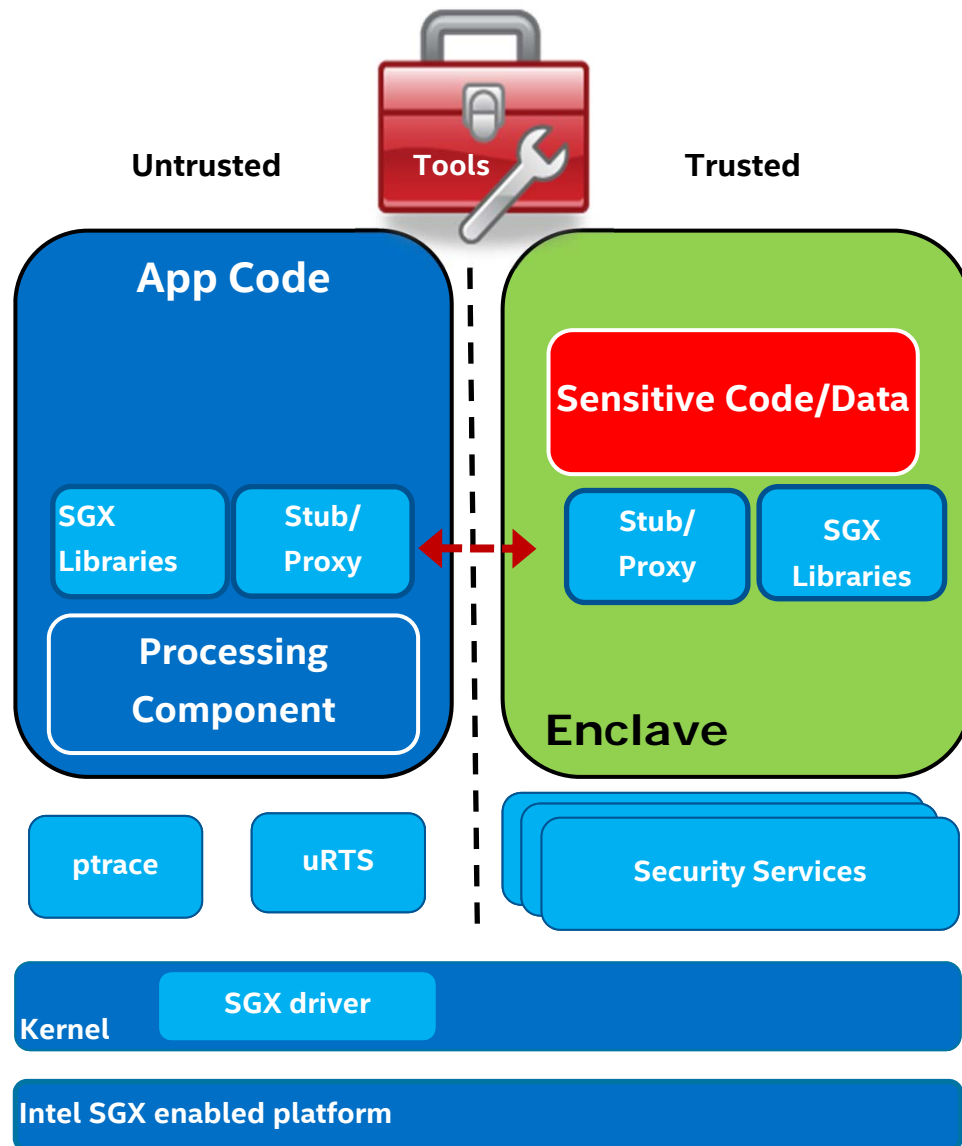 Untrusted
Tools
Trusted
App Code
Sensitive Code/Data
SGX
Libraries
Stub/
Proxy
Stub/
Proxy
SGX
Libraries
Processing
Component
Enclave
ptrace
uRTS
Security Services
SGX driver
Kernel
Intel SGX enabled platform